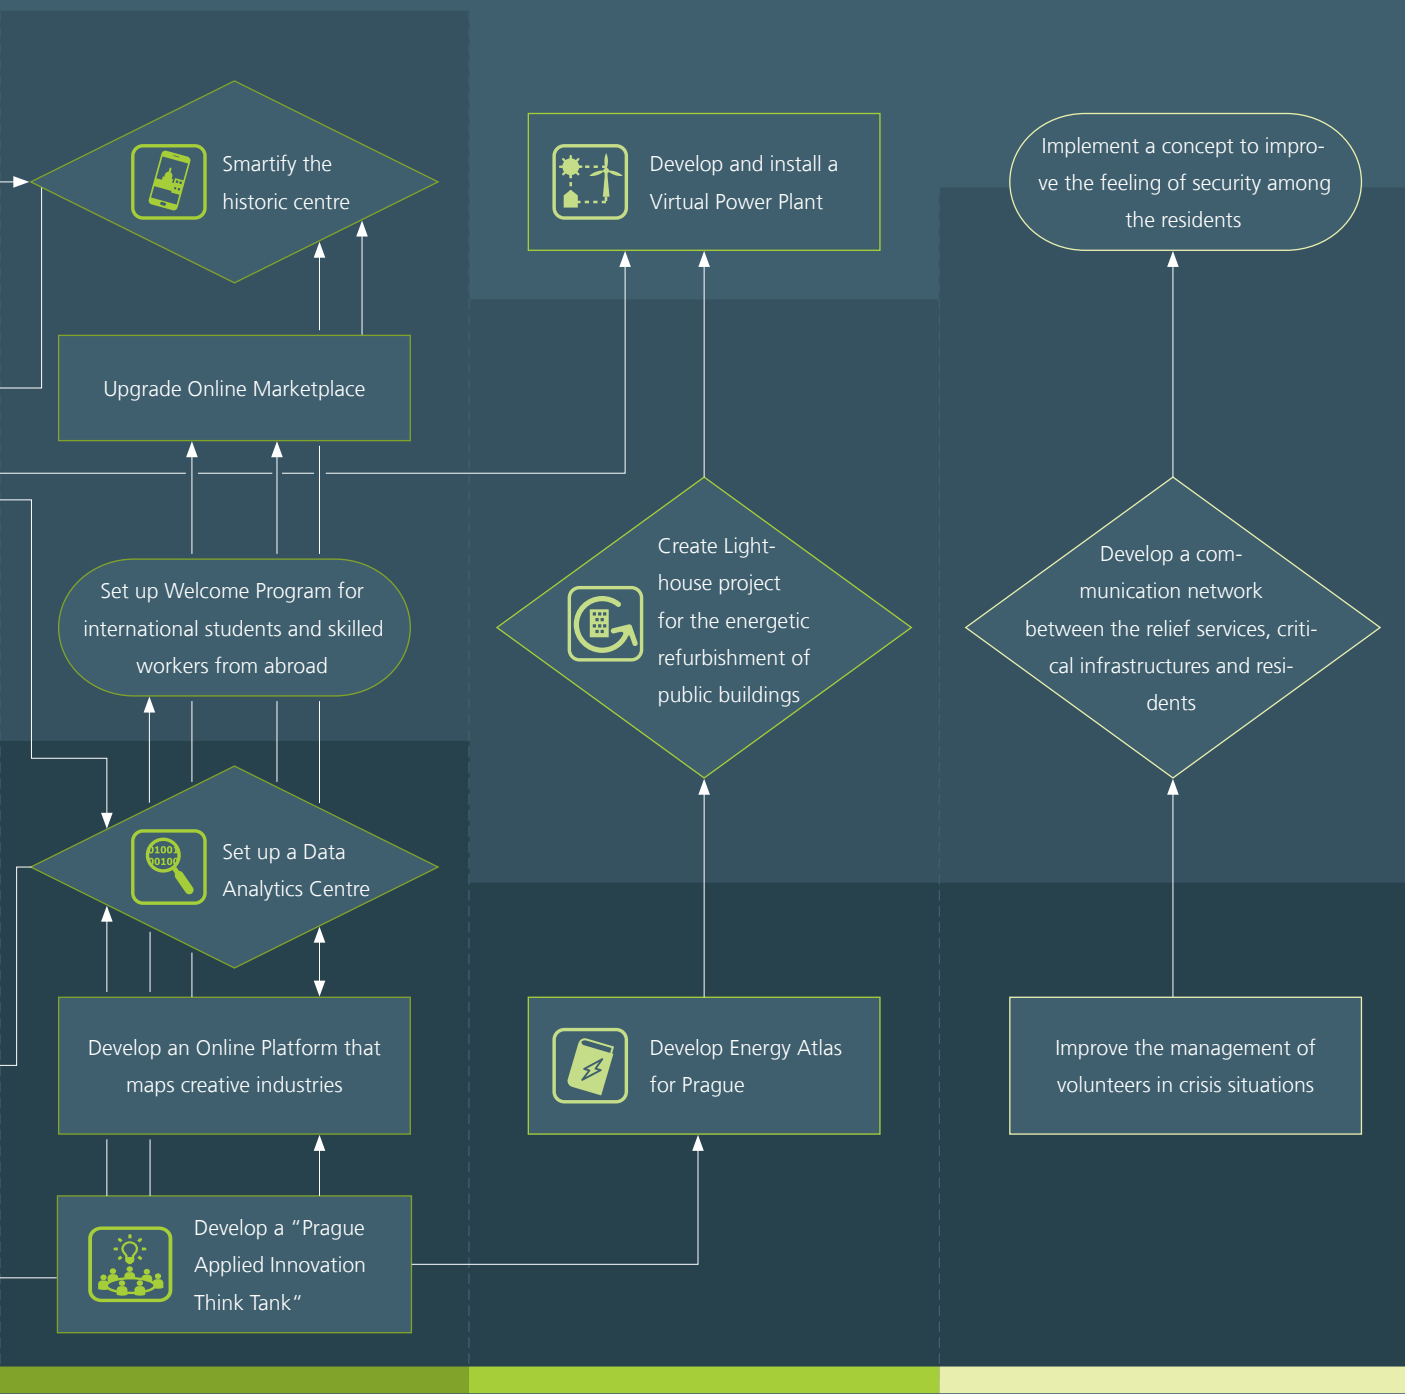 Smartify the
historic centre
Develop and install a
Virtual Power Plant
Implement a concept to impro-
ve the feeling of security among
the residents
Upgrade Online Marketplace
Set up Welcome Program for
international students and skilled
workers from abroad
Create Light-
house project
for the energetic
refurbishment of
public buildings
Develop a com-
munication network
between the relief services, criti-
cal infrastructures and resi-
dents
01001
00100
Set up a Data
Analytics Centre
Develop an Online Platform that
maps creative industries
Develop Energy Atlas
for Prague
Improve the management of
volunteers in crisis situations
Develop a “Prague
Applied Innovation
Think Tank“